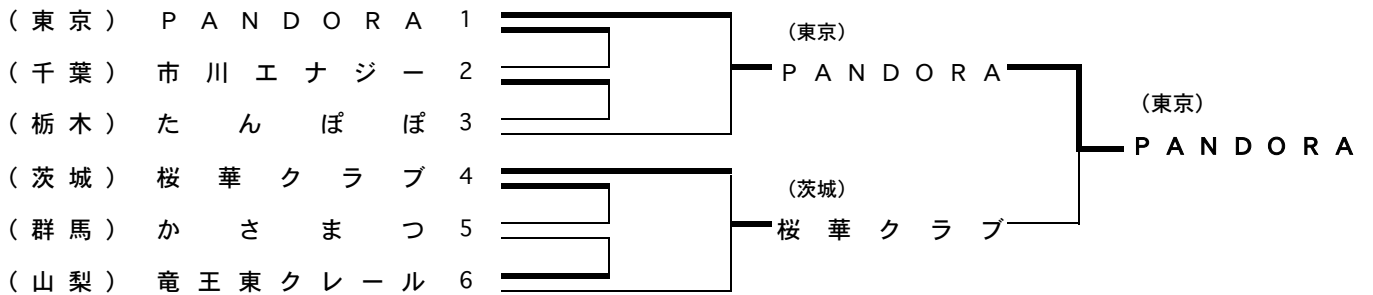 (東京) PANDORA 1
(東京)
(千葉) 市川エナジー 2
PANDORA
(東京)
(栃木) たんぽぽ 3
PANDORA
(茨城) 桜華クラブ 4
(茨城)
(群馬) かさまつ 5
桜華クラブ
(山梨) 竜王東クレール 6